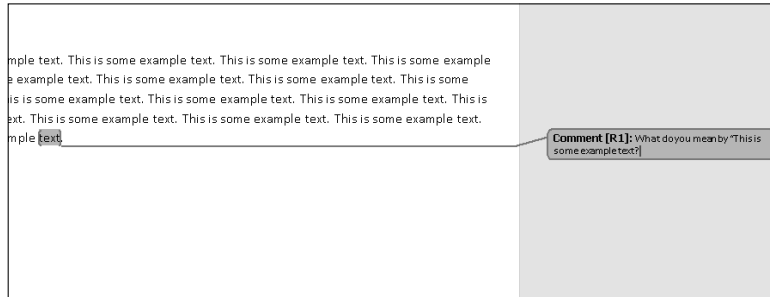 mple text. This is some example text. This is some example text. This is some example
e example text. This is some example text. This is some example text. This is some
is is some example text. This is some example text. This is some example text. This is
ext. This is some example text. This is some example text. This is some example text.
mple text.
Comment [R1]: What do you mean by "This is
some example text?